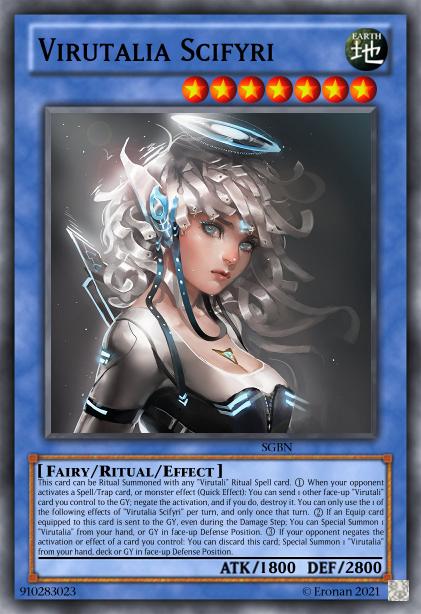 VIRUTALIA SCIFYRI
EARTH
地
SGBN
[ FAIRY/RITUAL/EFFECT ]
This card can be Ritual Summoned with any "Virutali" Ritual Spell card. ① When your opponent
activates a Spell/Trap card, or monster effect (Quick Effect): You can send 1 other face-up "Virutali"
card you control to the GY; negate the activation, and if you do, destroy it. You can only use the 1 of
the following effects of "Virutalia Scifyri" per turn, and only once that turn. ② If an Equip card
equipped to this card is sent to the GY, even during the Damage Step; You can Special Summon 1
"Virutalia" from your hand, or GY in face-up Defense Position. ③ If your opponent negates the
activation or effect of a card you control: You can discard this card; Special Summon 1 "Virutalia"
from your hand, deck or GY in face-up Defense Position.
ATK/1800 DEF/2800
910283023
© Eronan 2021